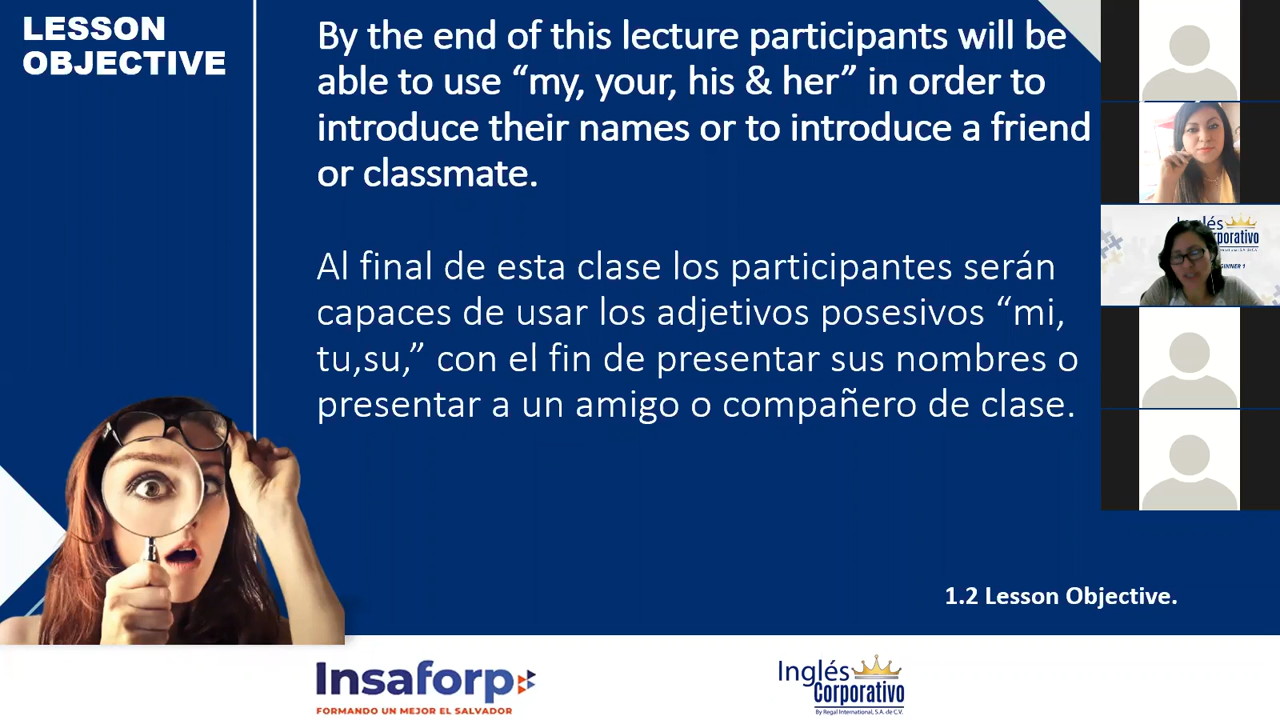 LESSON
OBJECTIVE
By the end of this lecture participants will be
able to use “my, your, his & her” in order to
introduce their names or to introduce a friend
or classmate.
Al final de esta clase los participantes serán
capaces de usar los adjetivos posesivos “mi,
tu,su,” con el fin de presentar sus nombres o
presentar a un amigo o compañero de clase.
Inglés
1.2 Lesson Objective.
Insaforp
FORMANDO UN MEJOR EL SALVADOR
Inglés
Corporativo
By Regal International, S.A. de C.V.